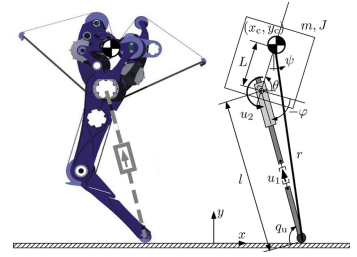 (x_c, y_c)
m, J
L
ψ
θ
u_2
−φ
r
l
u_1
y
x
q_u